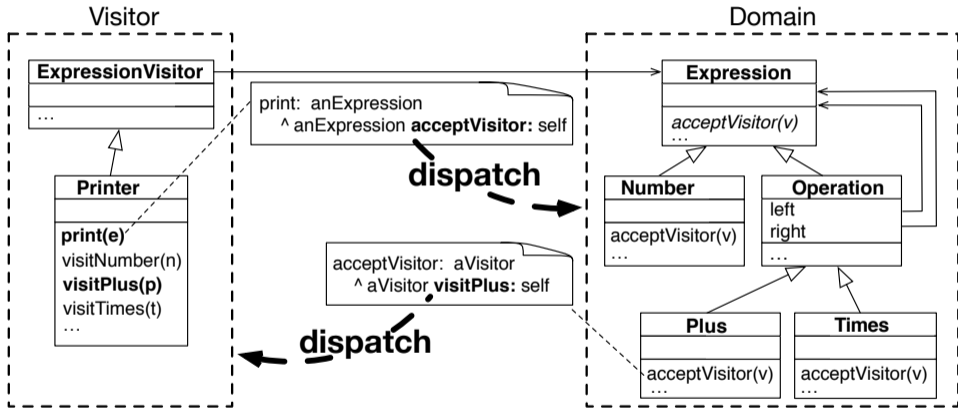 Visitor
Domain
ExpressionVisitor
...
Printer
print(e)
visitNumber(n)
visitPlus(p)
visitTimes(t)
...
print: anExpression
^ anExpression acceptVisitor: self
dispatch
acceptVisitor: aVisitor
^ aVisitor visitPlus: self
dispatch
Expression
acceptVisitor(v)
...
Number
acceptVisitor(v)
...
Operation
left
right
...
Plus
acceptVisitor(v)
...
Times
acceptVisitor(v)
...